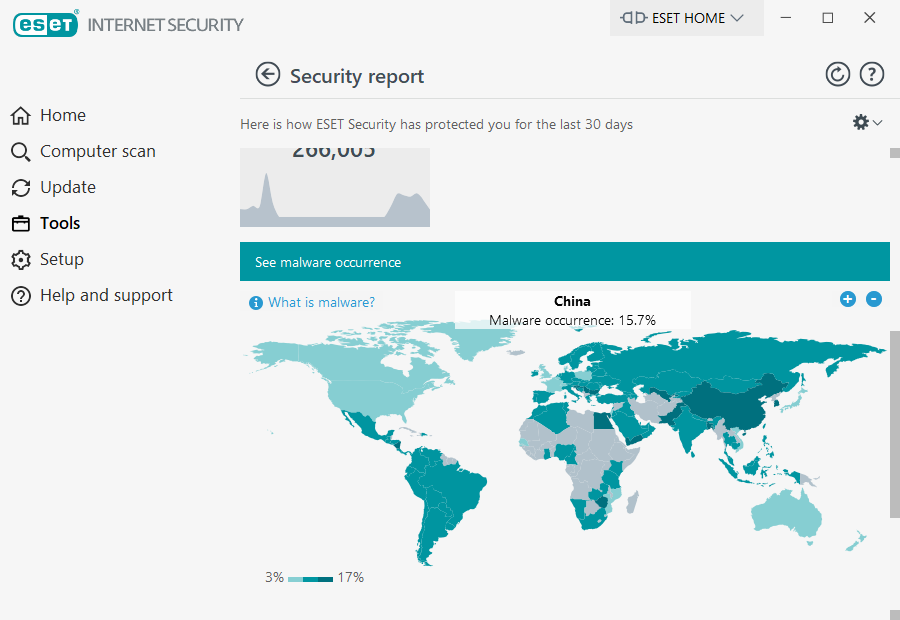 eset® INTERNET SECURITY
ESET HOME
Security report
Home
Computer scan
Update
Tools
Setup
Help and support
Here is how ESET Security has protected you for the last 30 days
266,005
See malware occurrence
What is malware?
China
Malware occurrence: 15.7%
3% 17%